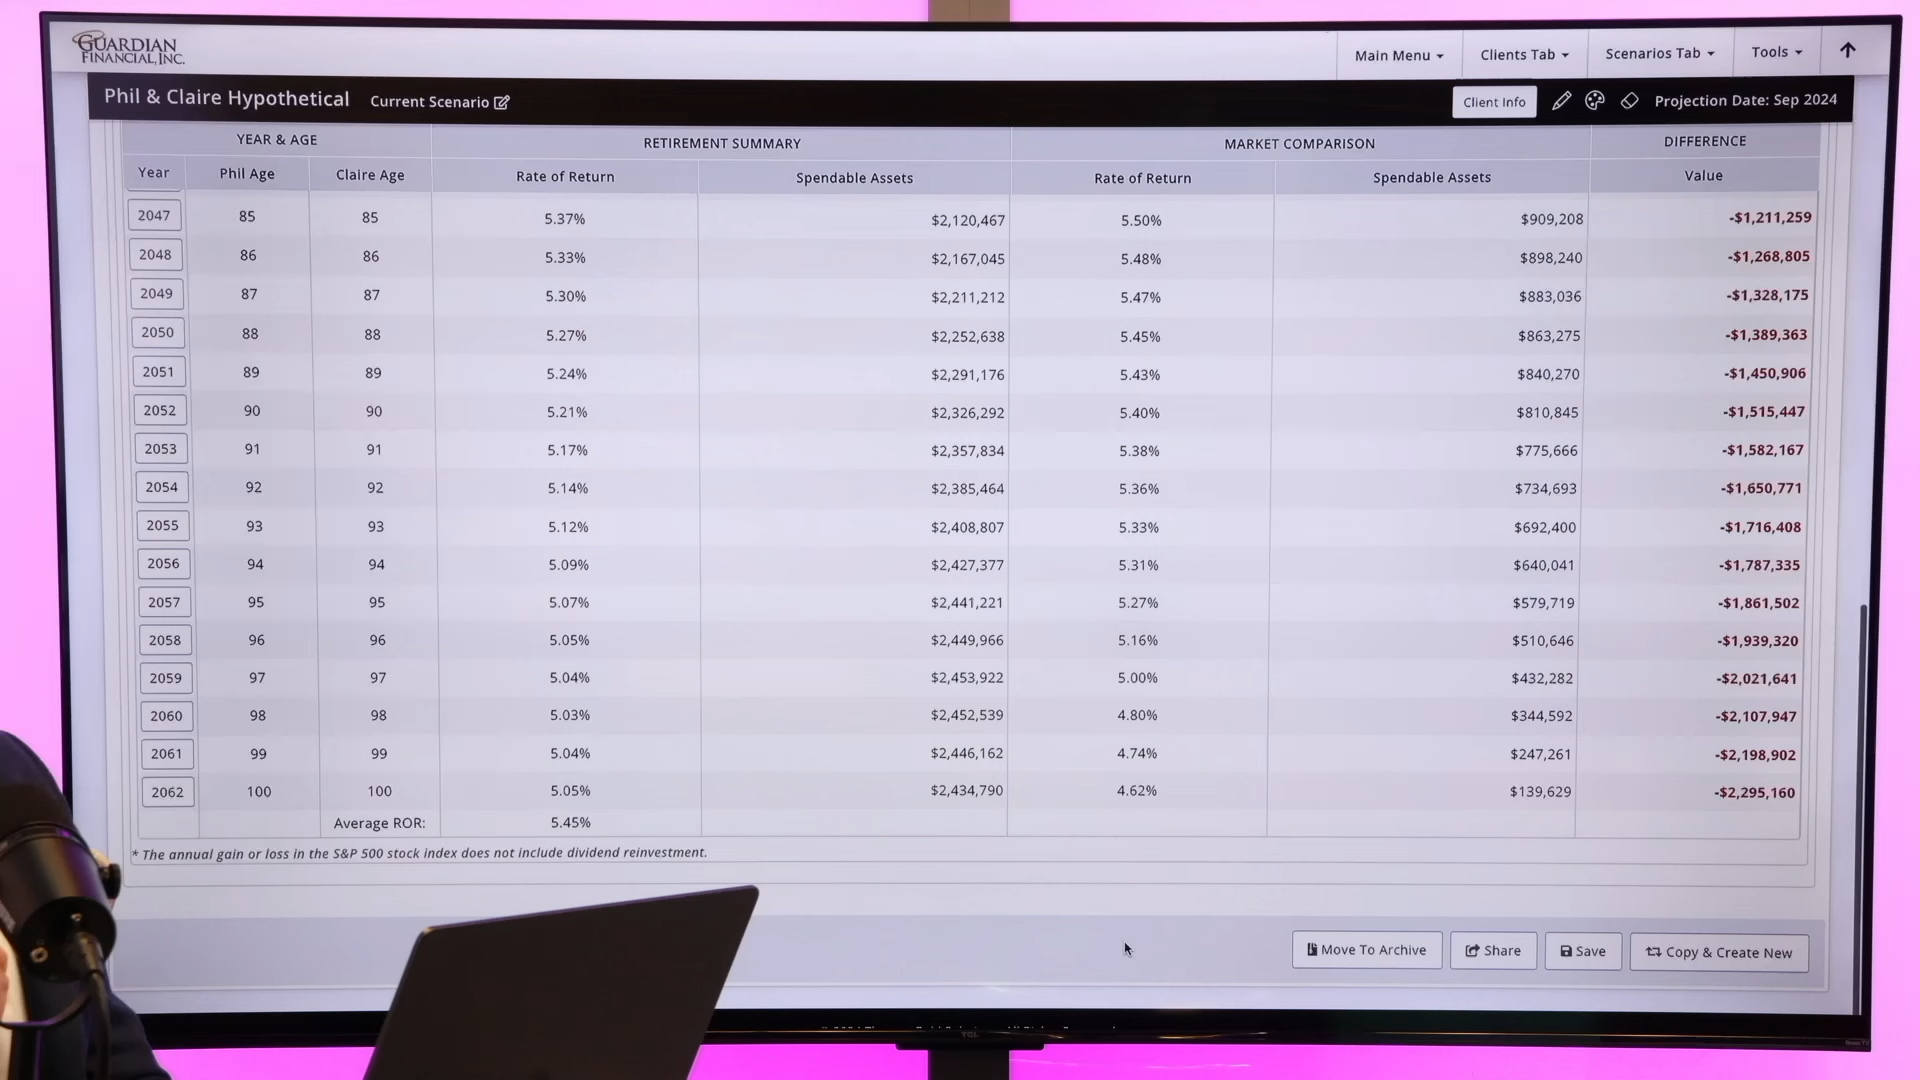 GUARDIAN
FINANCIAL, INC.
Main Menu
Clients Tab
Scenarios Tab
Tools
Phil & Claire Hypothetical
Current Scenario
Client Info
Projection Date: Sep 2024
YEAR & AGE RETIREMENT SUMMARY MARKET COMPARISON DIFFERENCE
Year Phil Age Claire Age Rate of Return Spendable Assets Rate of Return Spendable Assets Value
2047 85 85 5.37% $2,120,467 5.50% $909,208 -$1,211,259
2048 86 86 5.33% $2,167,045 5.48% $898,240 -$1,268,805
2049 87 87 5.30% $2,211,212 5.47% $883,036 -$1,328,175
2050 88 88 5.27% $2,252,638 5.45% $863,275 -$1,389,363
2051 89 89 5.24% $2,291,176 5.43% $840,270 -$1,450,906
2052 90 90 5.21% $2,326,292 5.40% $810,845 -$1,515,447
2053 91 91 5.17% $2,357,834 5.38% $775,666 -$1,582,167
2054 92 92 5.14% $2,385,464 5.36% $734,693 -$1,650,771
2055 93 93 5.12% $2,408,807 5.33% $692,400 -$1,716,408
2056 94 94 5.09% $2,427,377 5.31% $640,041 -$1,787,335
2057 95 95 5.07% $2,441,221 5.27% $579,719 -$1,861,502
2058 96 96 5.05% $2,449,966 5.16% $510,646 -$1,939,320
2059 97 97 5.04% $2,453,922 5.00% $432,282 -$2,021,641
2060 98 98 5.03% $2,452,539 4.80% $344,592 -$2,107,947
2061 99 99 5.04% $2,446,162 4.74% $247,261 -$2,198,902
2062 100 100 5.05% $2,434,790 4.62% $139,629 -$2,295,160
Average ROR: 5.45%
* The annual gain or loss in the S&P 500 stock index does not include dividend reinvestment.
Move To Archive
Share
Save
Copy & Create New
TCL